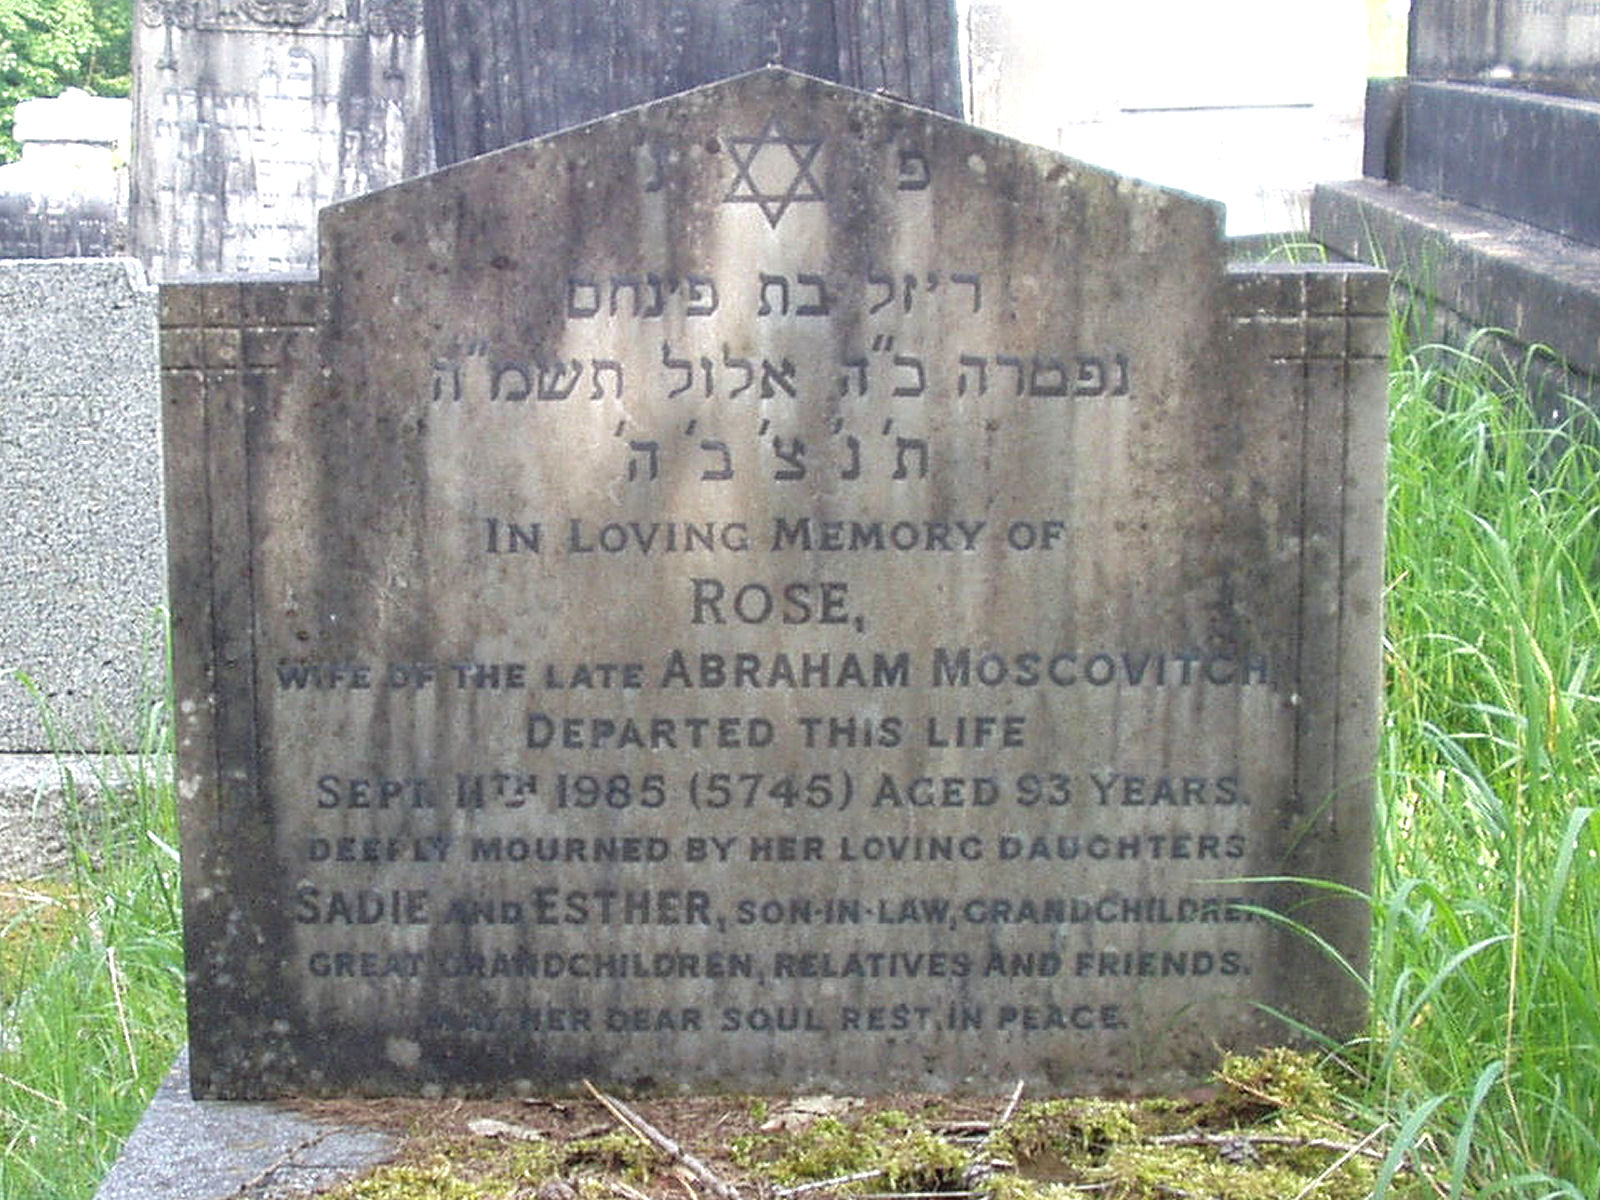 פ נ
ריזל בת פינחם
נפטרה כ"ה אלול תשמ"ה
ת' נ' צ' ב' ה'
IN LOVING MEMORY OF
ROSE,
WIFE OF THE LATE ABRAHAM MOSCOVITCH,
DEPARTED THIS LIFE
SEPT. 11TH 1985 (5745) AGED 93 YEARS.
DEEPLY MOURNED BY HER LOVING DAUGHTERS
SADIE AND ESTHER, SON-IN-LAW, GRANDCHILDREN
GREAT GRANDCHILDREN, RELATIVES AND FRIENDS.
MAY HER DEAR SOUL REST IN PEACE.